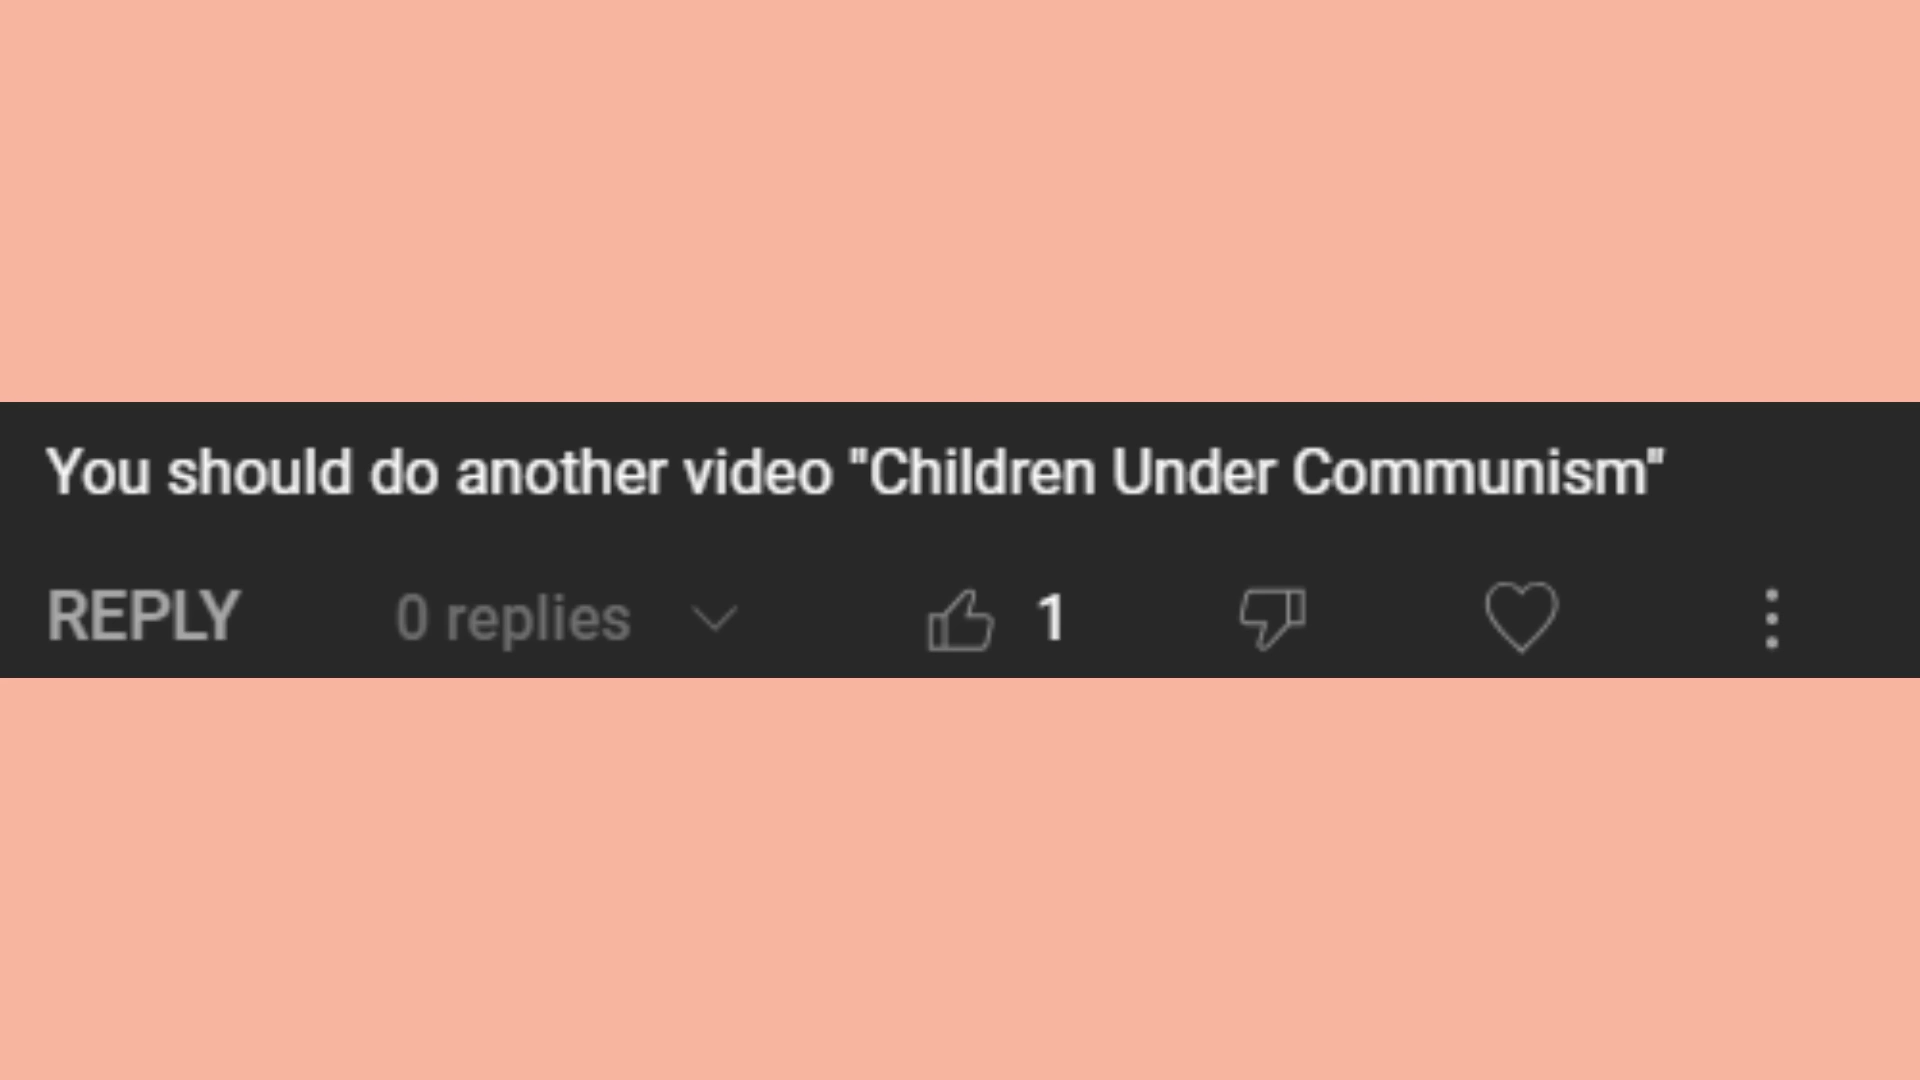 You should do another video "Children Under Communism"
REPLY 0 replies 1